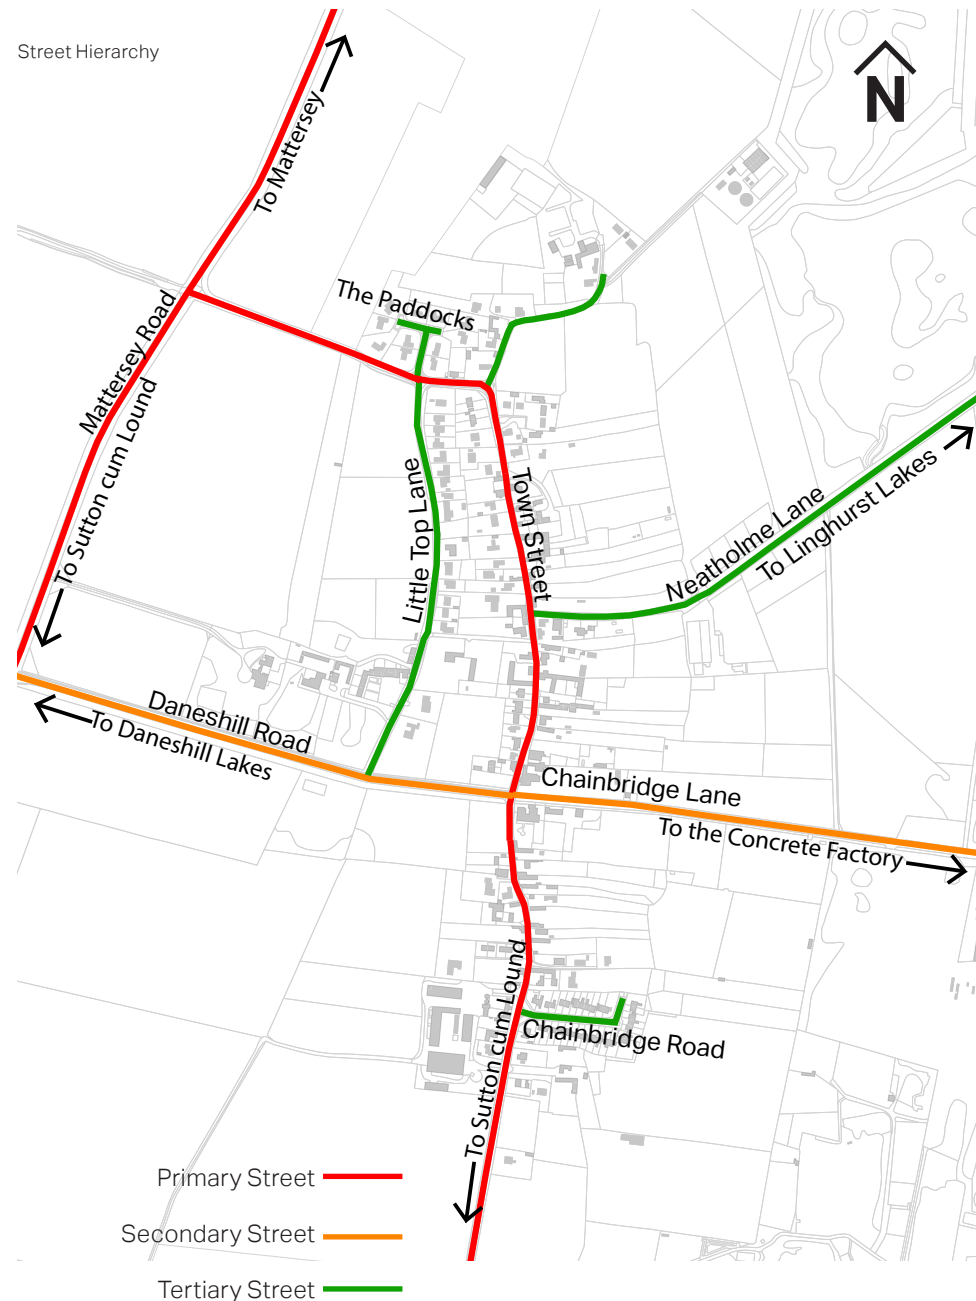 Street Hierarchy
N
To Mattersey
The Paddocks
Mattersey Road
To Sutton cum Lound
Little Top Lane
Town Street
Neatholme Lane
To Linghurst Lakes
Daneshill Road
To Daneshill Lakes
Chainbridge Lane
To the Concrete Factory
To Sutton cum Lound
Chainbridge Road
Primary Street
Secondary Street
Tertiary Street